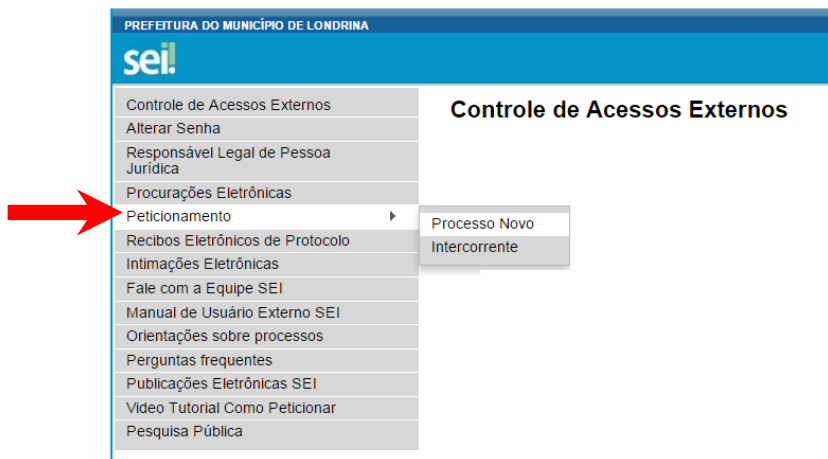 PREFEITURA DO MUNICÍPIO DE LONDRINA
sei!
Controle de Acessos Externos
Alterar Senha
Responsável Legal de Pessoa
Jurídica
Procurações Eletrônicas
Peticionamento
Recibos Eletrônicos de Protocolo
Intimações Eletrônicas
Fale com a Equipe SEI
Manual de Usuário Externo SEI
Orientações sobre processos
Perguntas frequentes
Publicações Eletrônicas SEI
Video Tutorial Como Peticionar
Pesquisa Pública
Processo Novo
Intercorrente
Controle de Acessos Externos